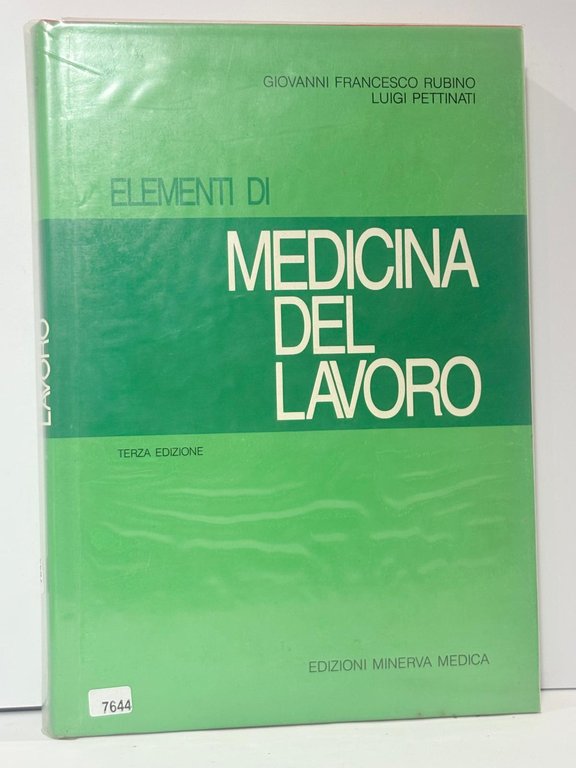 GIOVANNI FRANCESCO RUBINO
LUIGI PETTINATI
ELEMENTI DI
MEDICINA
DEL
LAVORO
TERZA EDIZIONE
EDIZIONI MINERVA MEDICA
7644
LAVORO